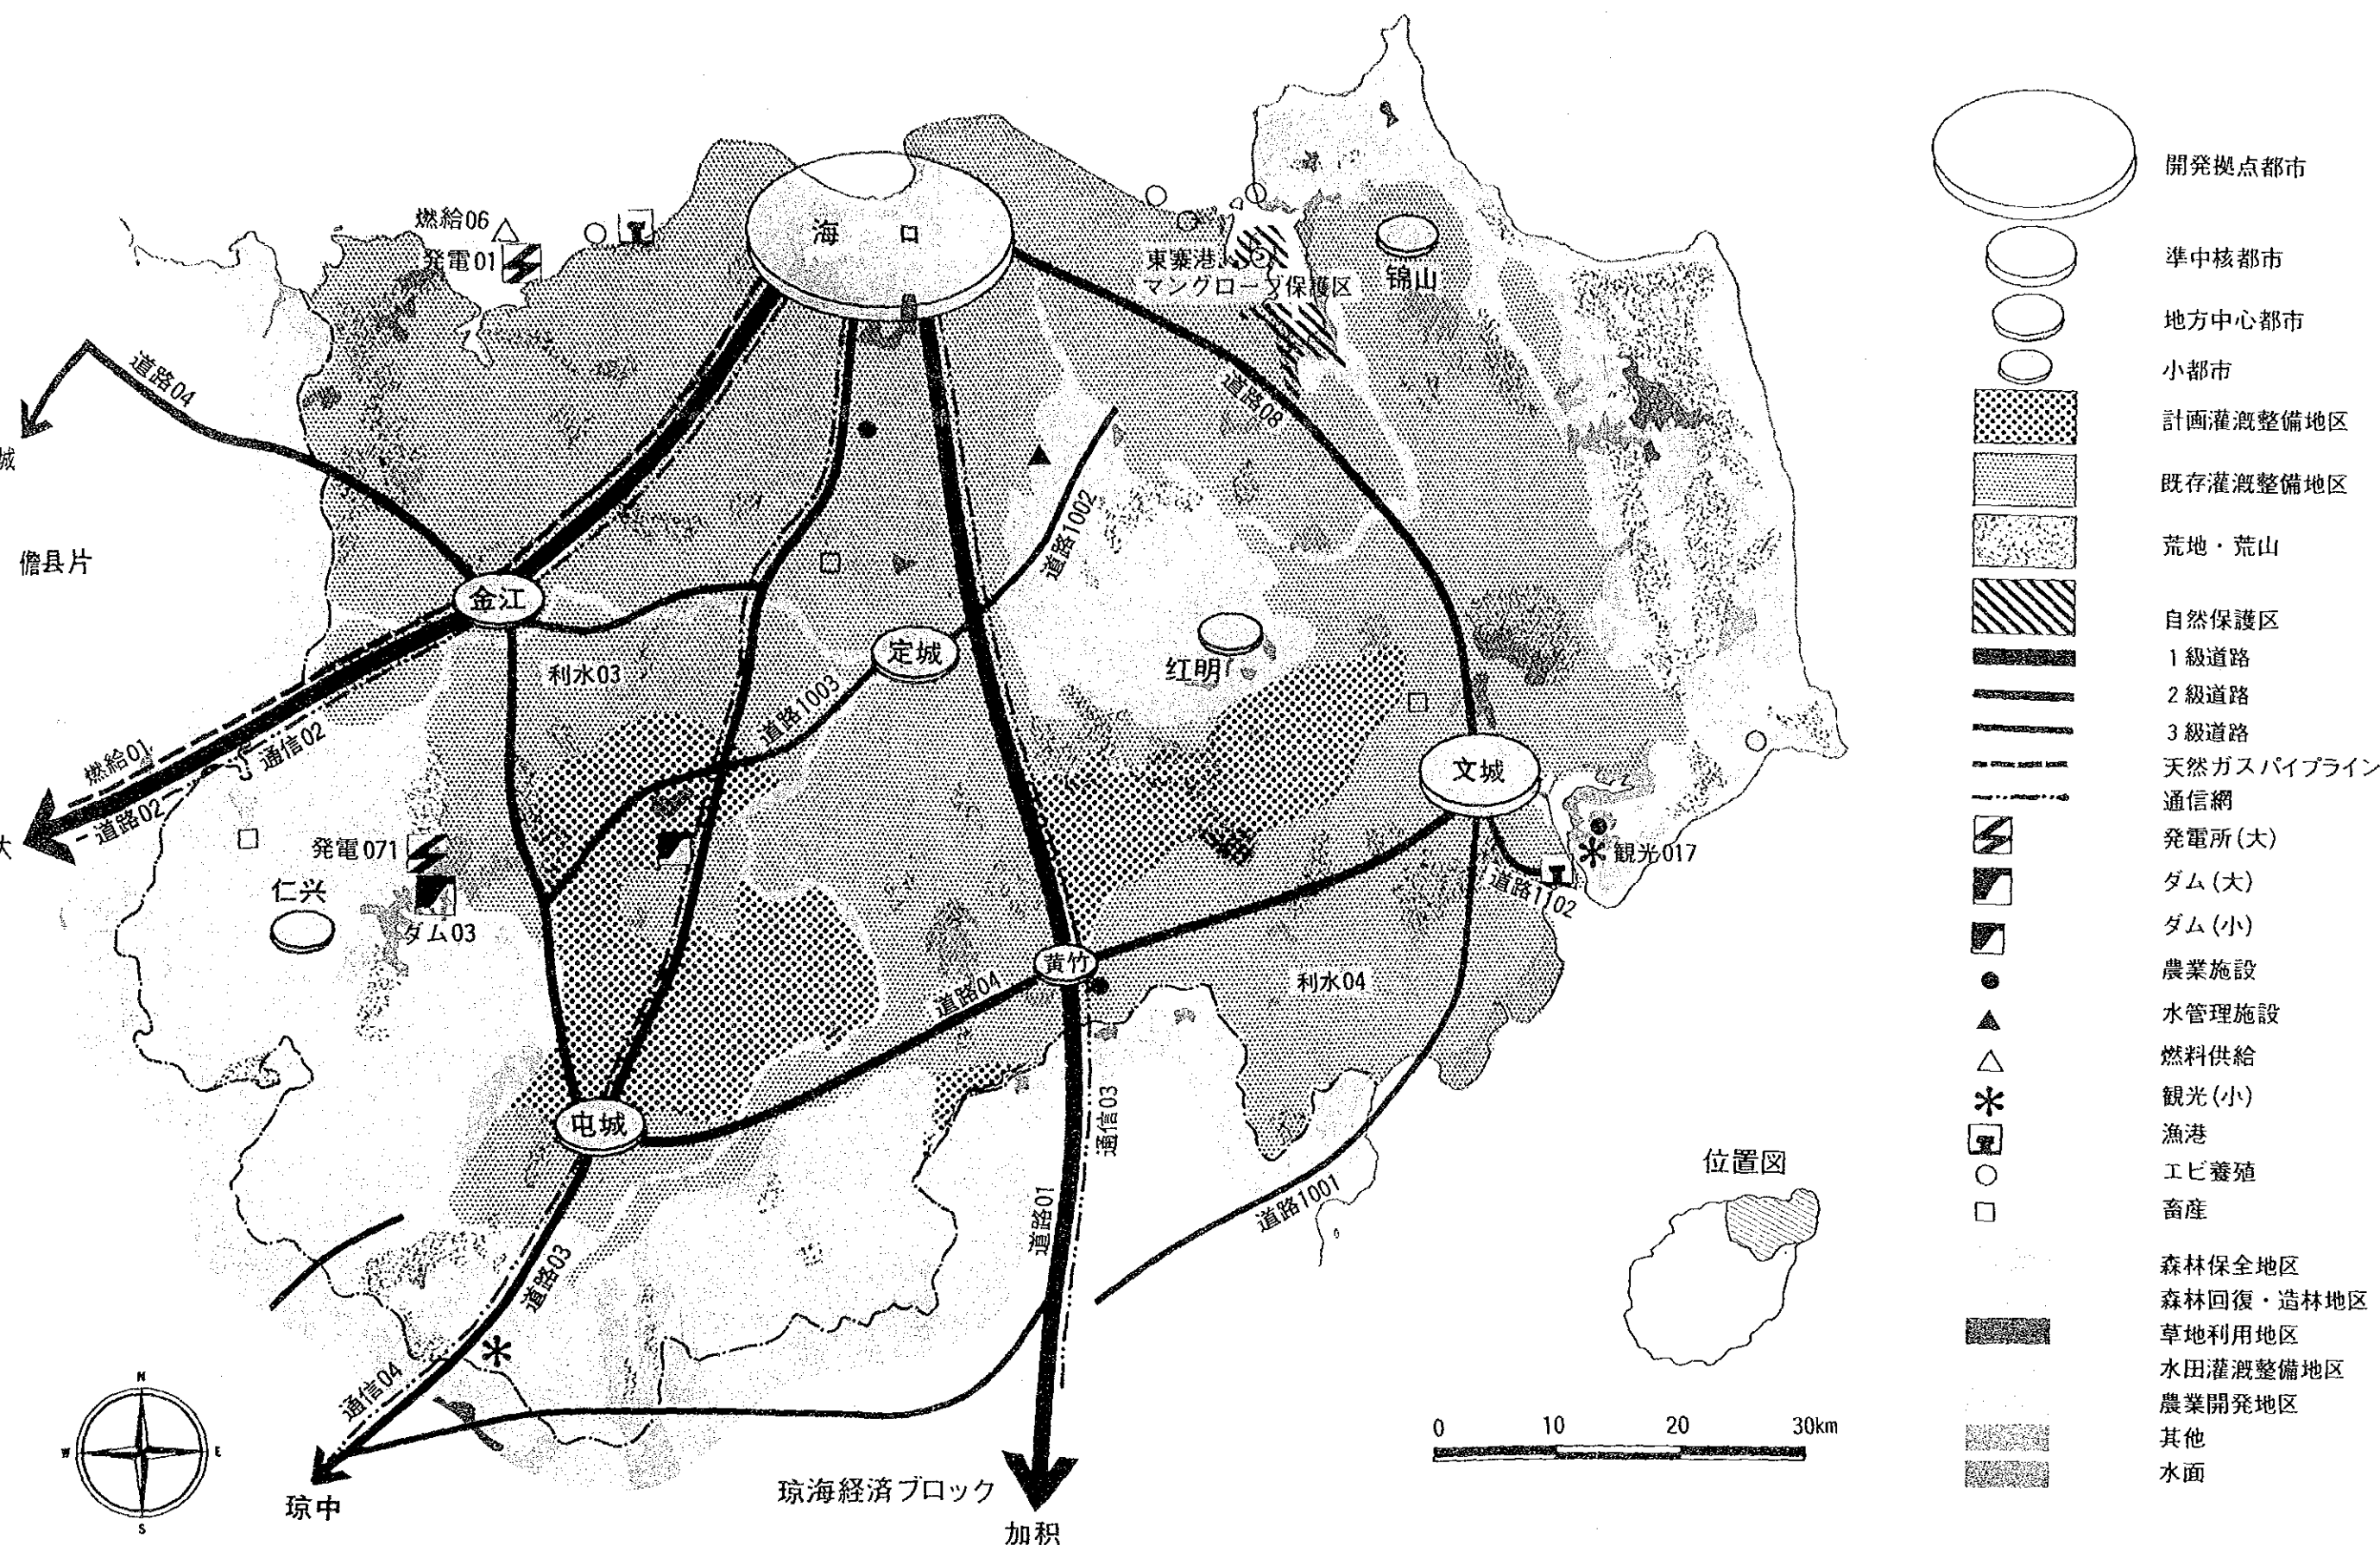 燃給06
発電01
海口
東寨港
マングローブ保護区
锦山
道路04
道路08
城
儋县片
道路1002
金江
定城
红明
利水03
道路1003
燃給01
通信02
道路02
大
文城
発電071
観光017
道路1102
仁兴
ダム03
黄竹
道路04
利水04
屯城
通信03
道路01
道路1001
道路03
通信04
琼中
琼海経済ブロック
加积
N
W
E
S
位置図
0 10 20 30km
開発拠点都市
準中核都市
地方中心都市
小都市
計画灌漑整備地区
既存灌漑整備地区
荒地・荒山
自然保護区
1級道路
2級道路
3級道路
天然ガスパイプライン
通信網
発電所(大)
ダム(大)
ダム(小)
農業施設
水管理施設
燃料供給
観光(小)
漁港
エビ養殖
畜産
森林保全地区
森林回復・造林地区
草地利用地区
水田灌漑整備地区
農業開発地区
其他
水面